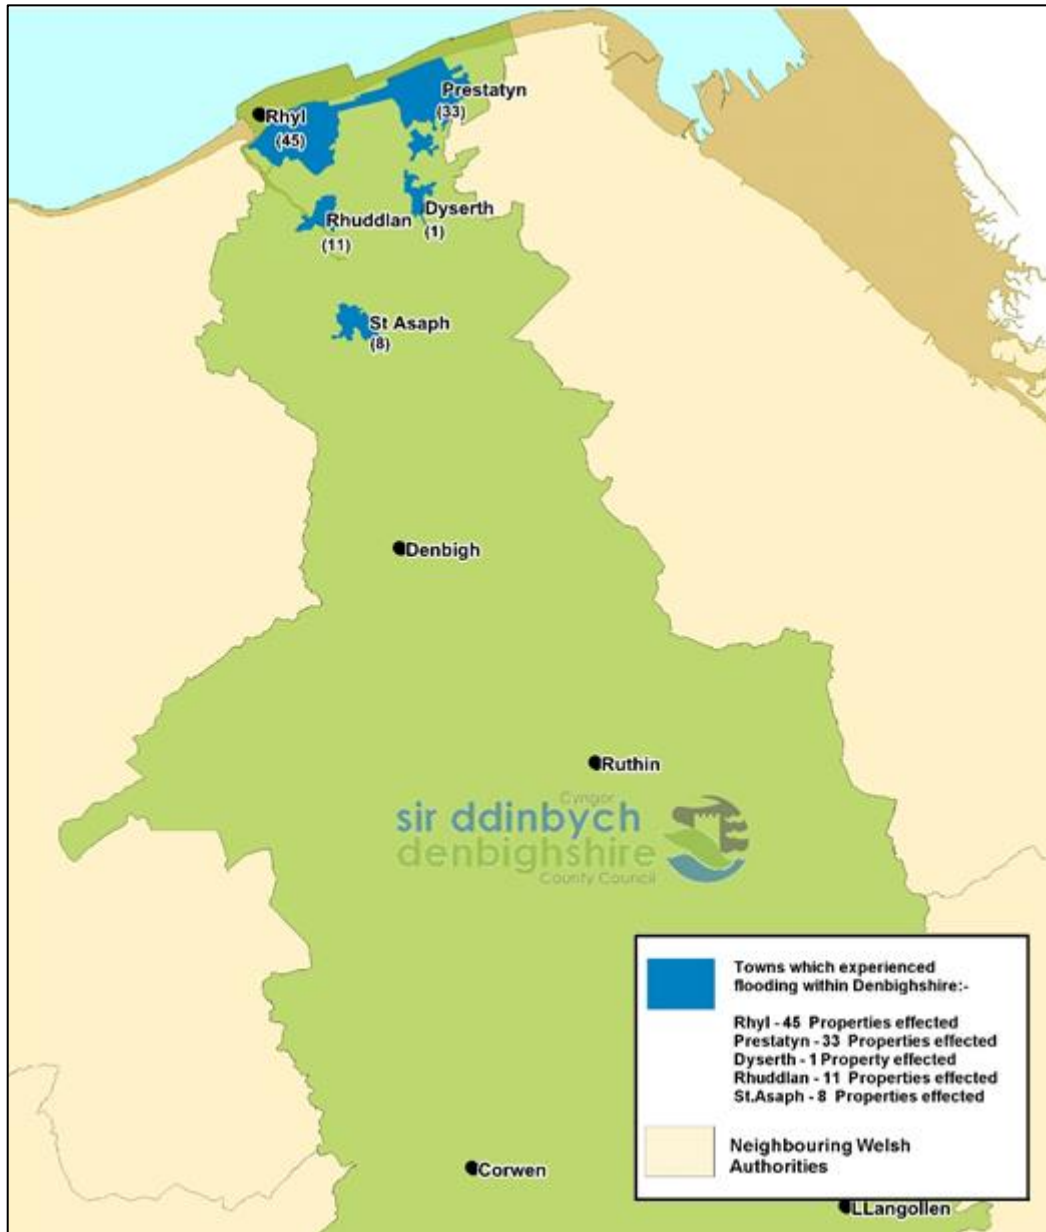 Prestatyn
(33)
Rhyl
(45)
Dyserth
(1)
Rhuddlan
(11)
St Asaph
(8)
Denbigh
Ruthin
Cyngor
sir ddinbych
denbighshire
County Council
Towns which experienced
flooding within Denbighshire:-
Rhyl - 45 Properties effected
Prestatyn - 33 Properties effected
Dyserth - 1 Property effected
Rhuddlan - 11 Properties effected
St.Asaph - 8 Properties effected
Neighbouring Welsh
Authorities
Corwen
LLangollen